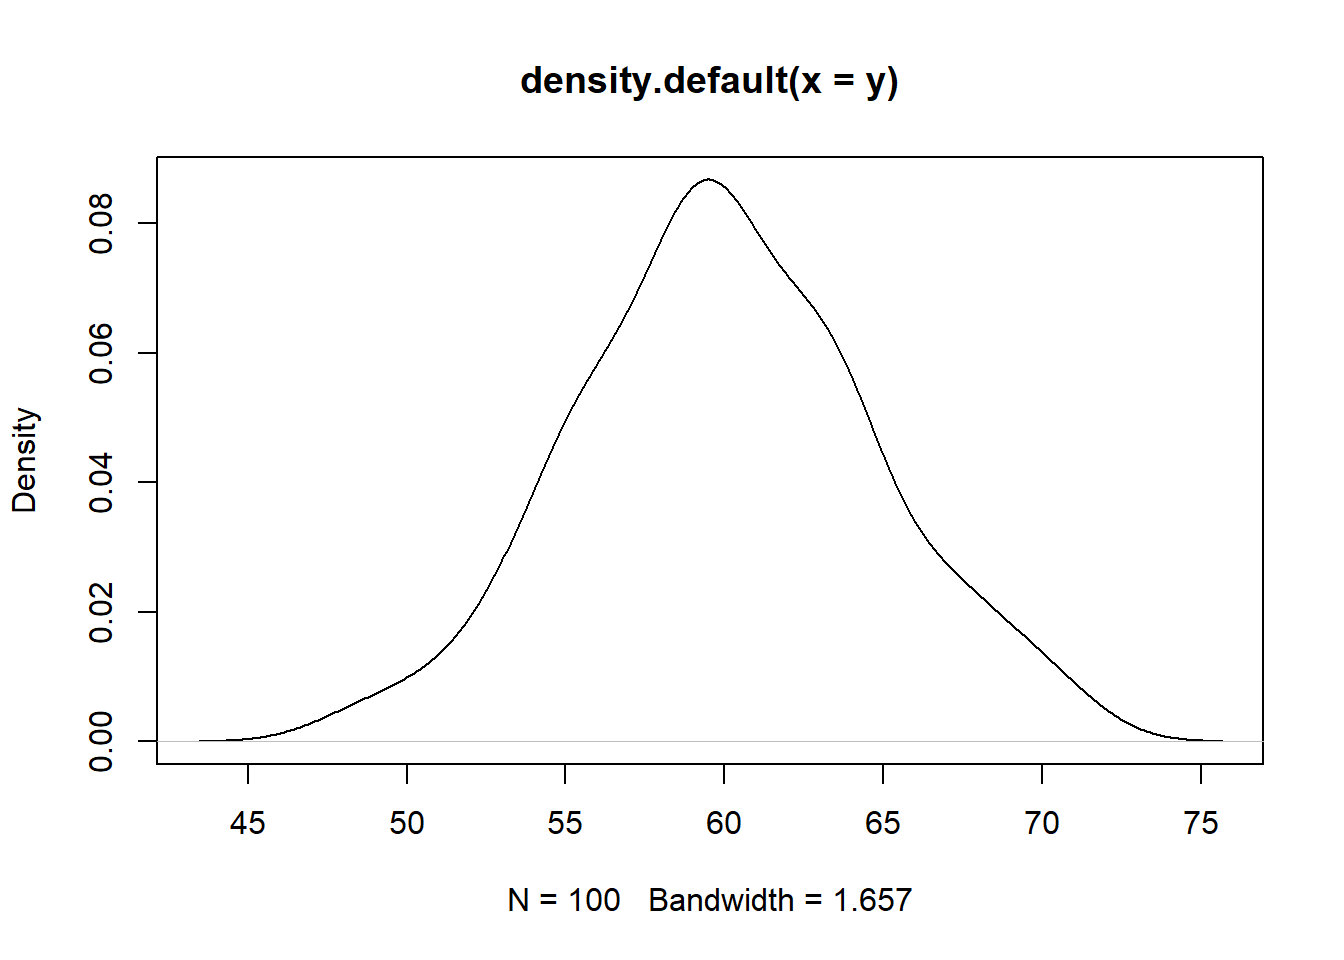 density.default(x = y)
Density
0.00
0.02
0.04
0.06
0.08
45 50 55 60 65 70 75
N = 100   Bandwidth = 1.657